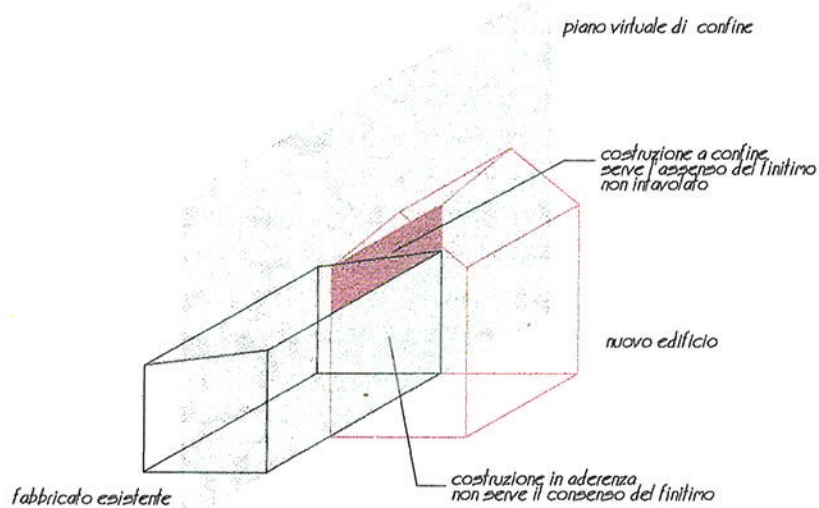 piano virtuale di confine
costruzione a confine
serve l'assenso del finitimo
non intavolato
nuovo edificio
costruzione in aderenza
non serve il consenso del finitimo
fabbricato esistente